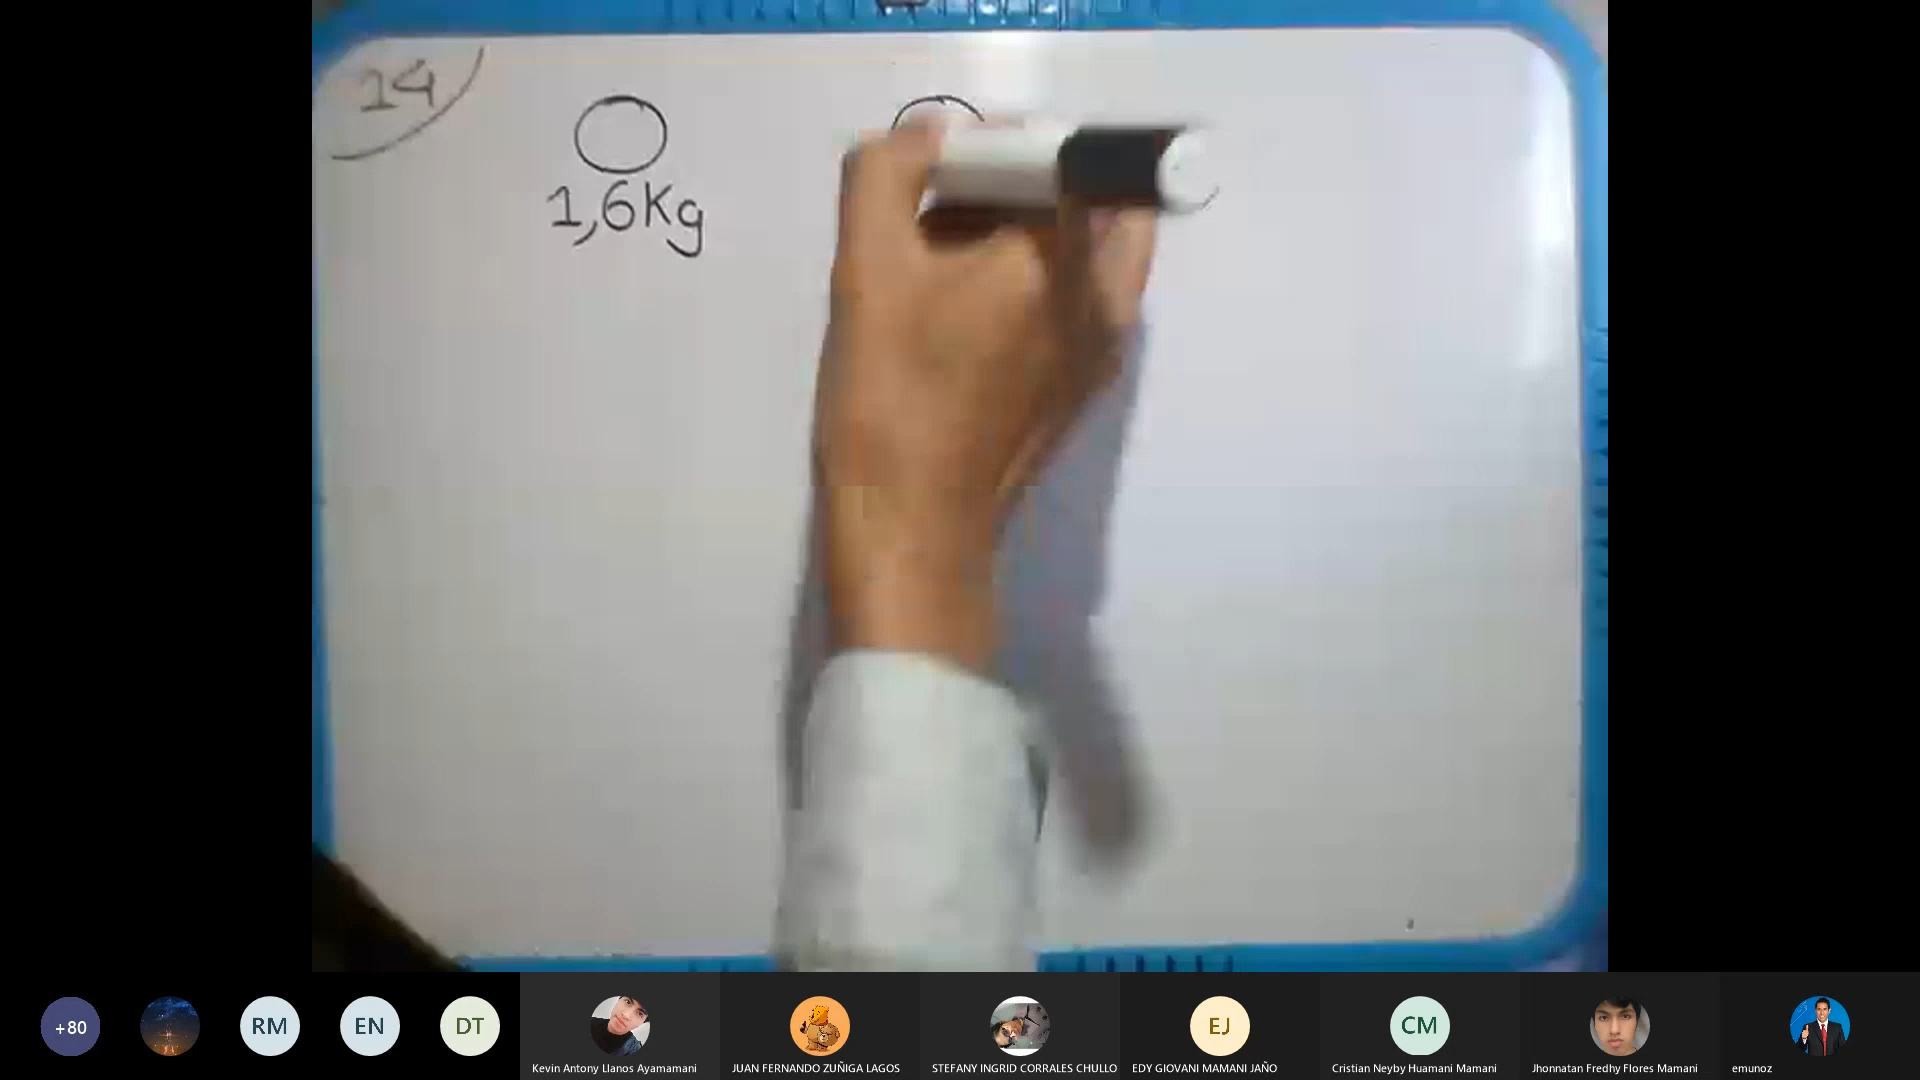 14
1,6Kg
+80
RM
EN
DT
EJ
CM
Kevin Antony Llanos Ayamamani
JUAN FERNANDO ZUÑIGA LAGOS
STEFANY INGRID CORRALES CHULLO
EDY GIOVANI MAMANI JAÑO
Cristian Neyby Huamani Mamani
Jhonnatan Fredhy Flores Mamani
emunoz